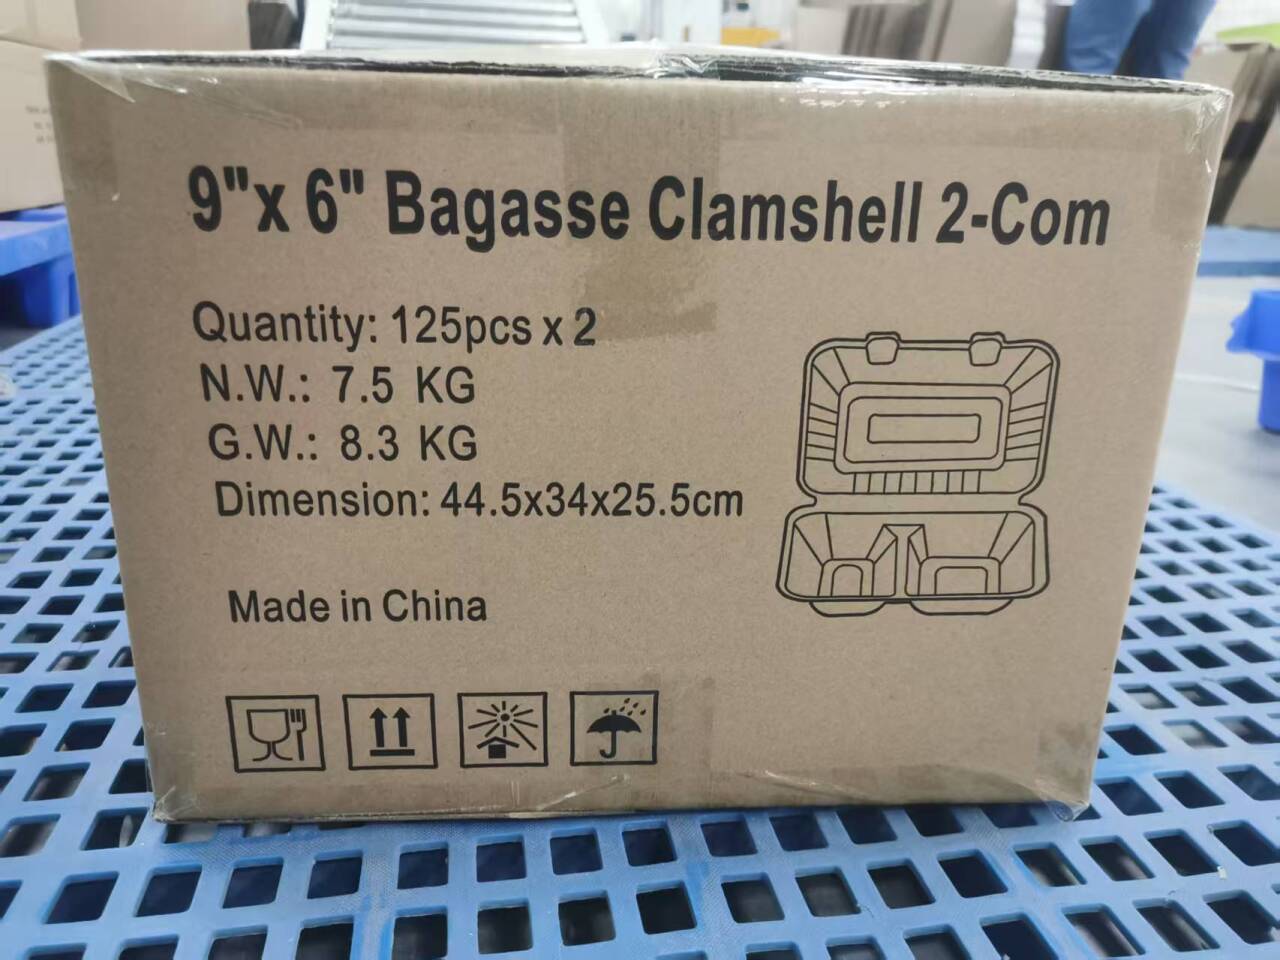 9"x 6" Bagasse Clamshell 2-Com
Quantity: 125pcs x 2
N.W.: 7.5 KG
G.W.: 8.3 KG
Dimension: 44.5x34x25.5cm
Made in China